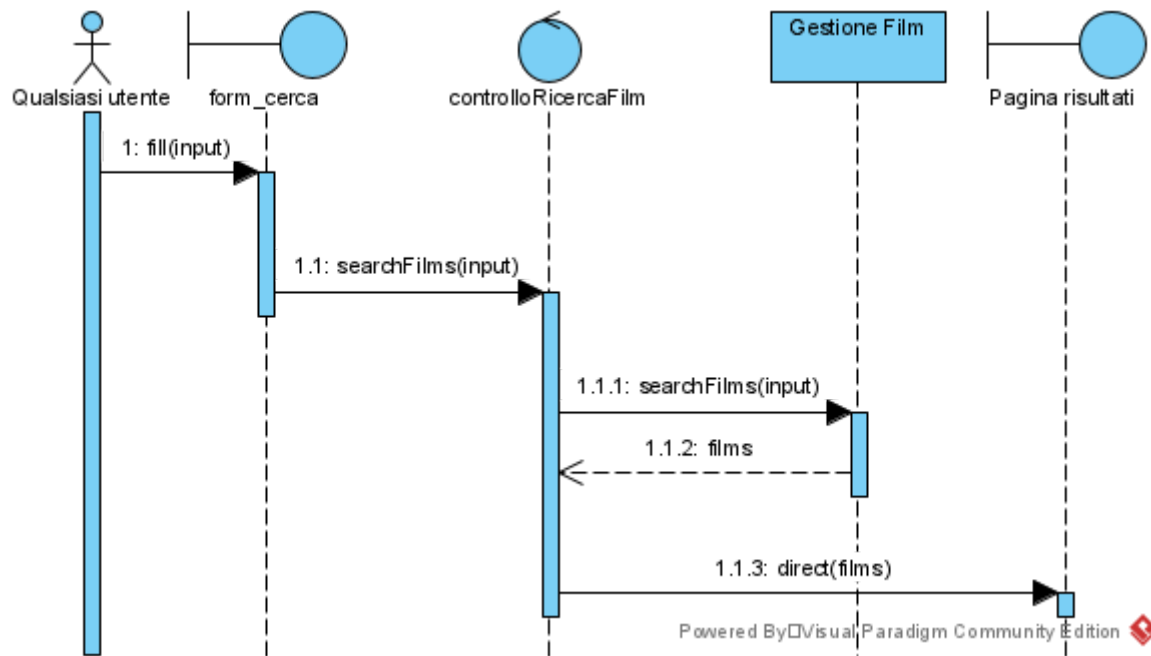 Gestione Film
Qualsiasi utente
form_cerca
controlloRicercaFilm
Pagina risultati
1: fill(input)
1.1: searchFilms(input)
1.1.1: searchFilms(input)
1.1.2: films
1.1.3: direct(films)
Powered By□Visual Paradigm Community Edition